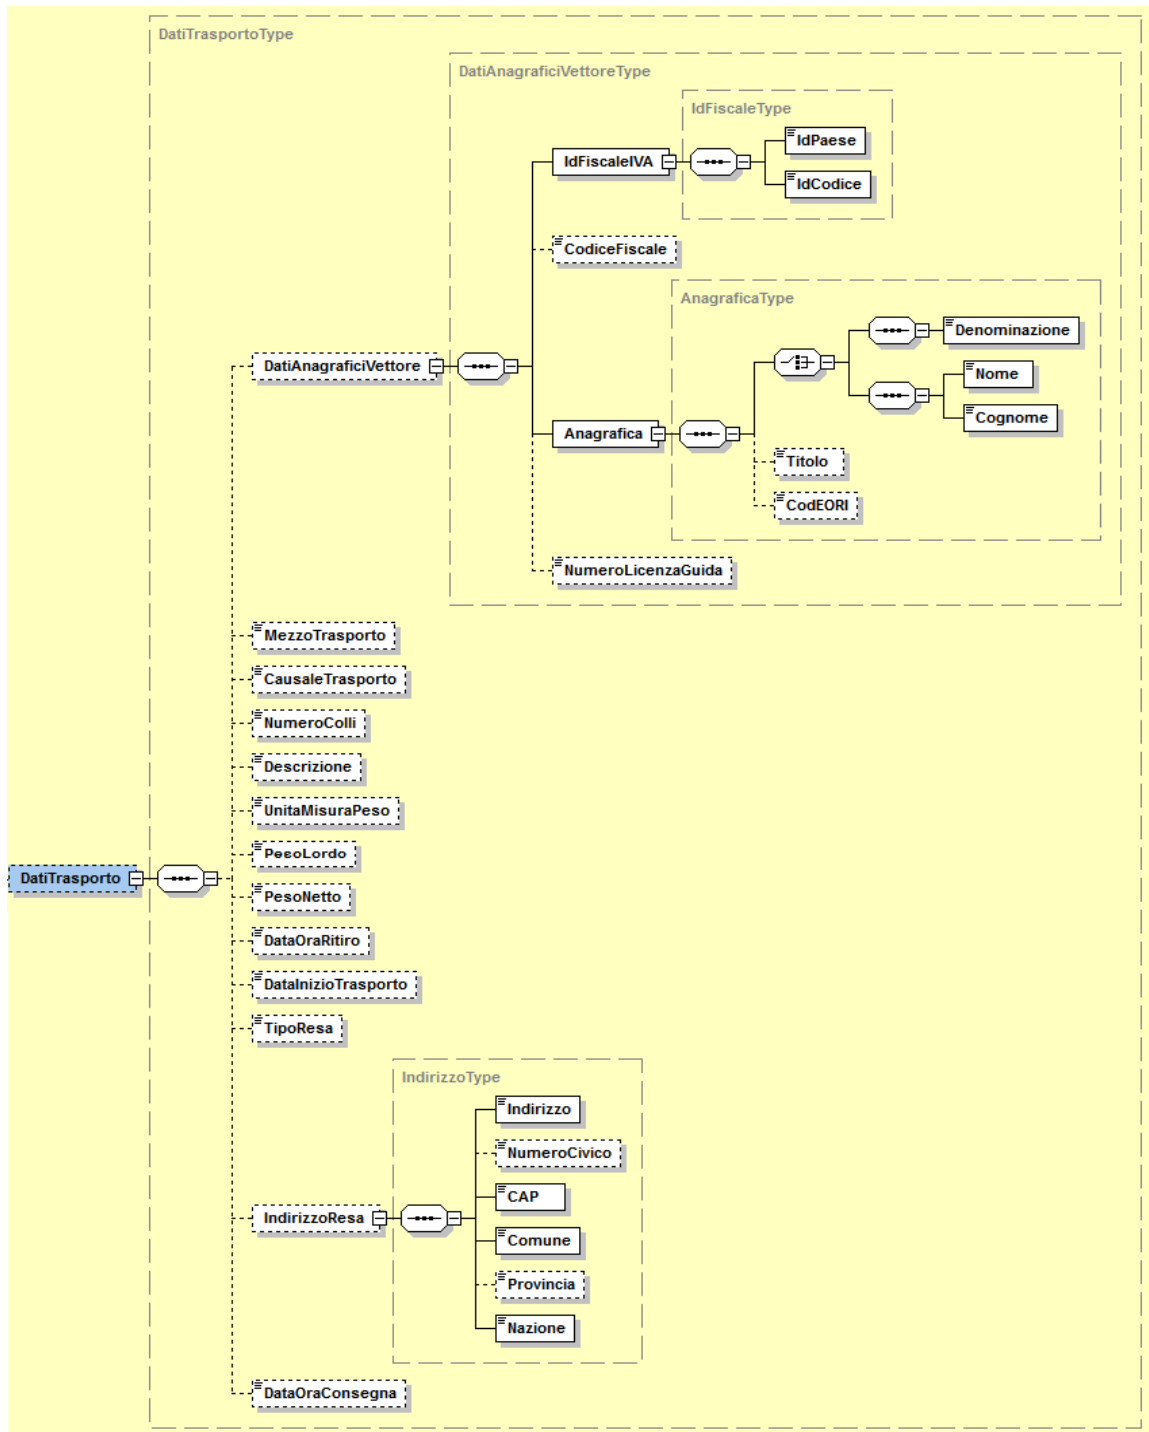 DatiTrasportoType
DatiAnagraficiVettoreType
IdFiscaleType
IdPaese
IdFiscaleIVA
IdCodice
CodiceFiscale
AnagraficaType
Denominazione
DatiAnagraficiVettore
Nome
Cognome
Anagrafica
Titolo
CodEORI
NumeroLicenzaGuida
MezzoTrasporto
CausaleTrasporto
NumeroColli
Descrizione
UnitaMisuraPeso
PesoLordo
DatiTrasporto
PesoNetto
DataOraRitiro
DataInizioTrasporto
TipoResa
IndirizzoType
Indirizzo
NumeroCivico
CAP
IndirizzoResa
Comune
Provincia
Nazione
DataOraConsegna